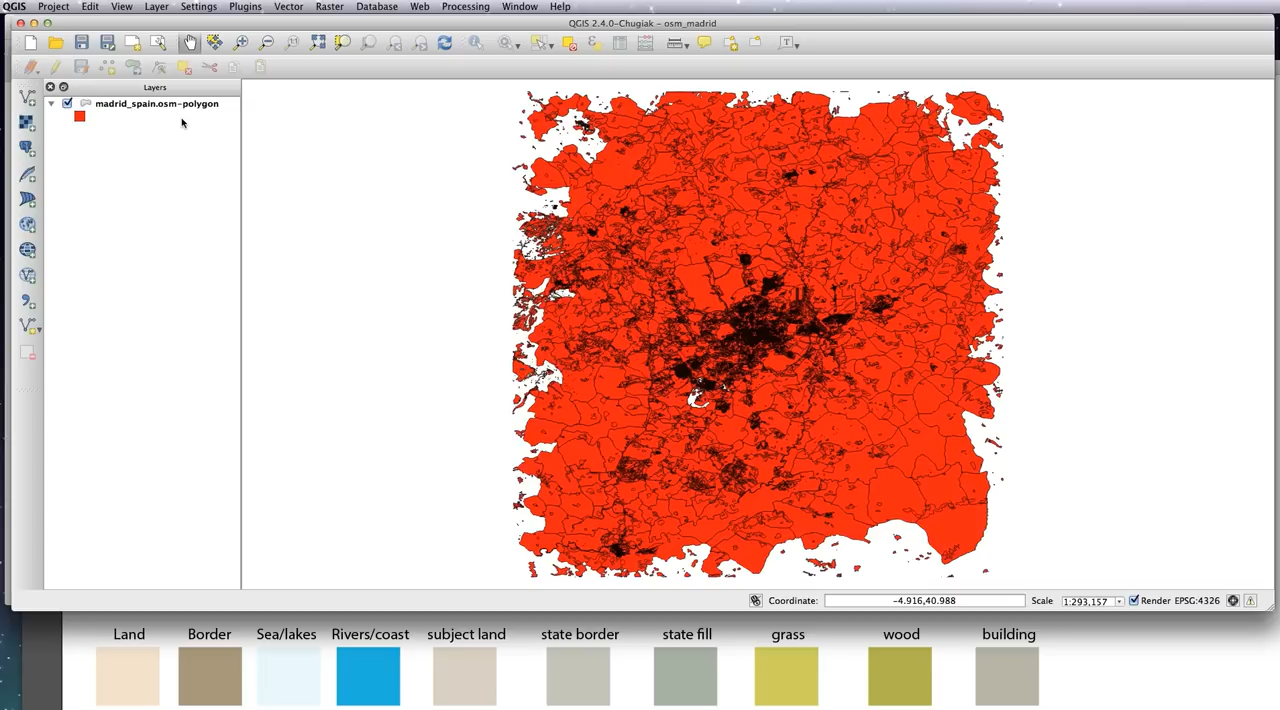 QGIS Project Edit View Layer Settings Plugins Vector Raster Database Web Processing Window Help
QGIS 2.4.0-Chugiak - osm_madrid
Layers
madrid_spain.osm-polygon
Coordinate: -4.916,40.988 Scale 1:293,157 Render EPSG:4326
Land Border Sea/lakes Rivers/coast subject land state border state fill grass wood building